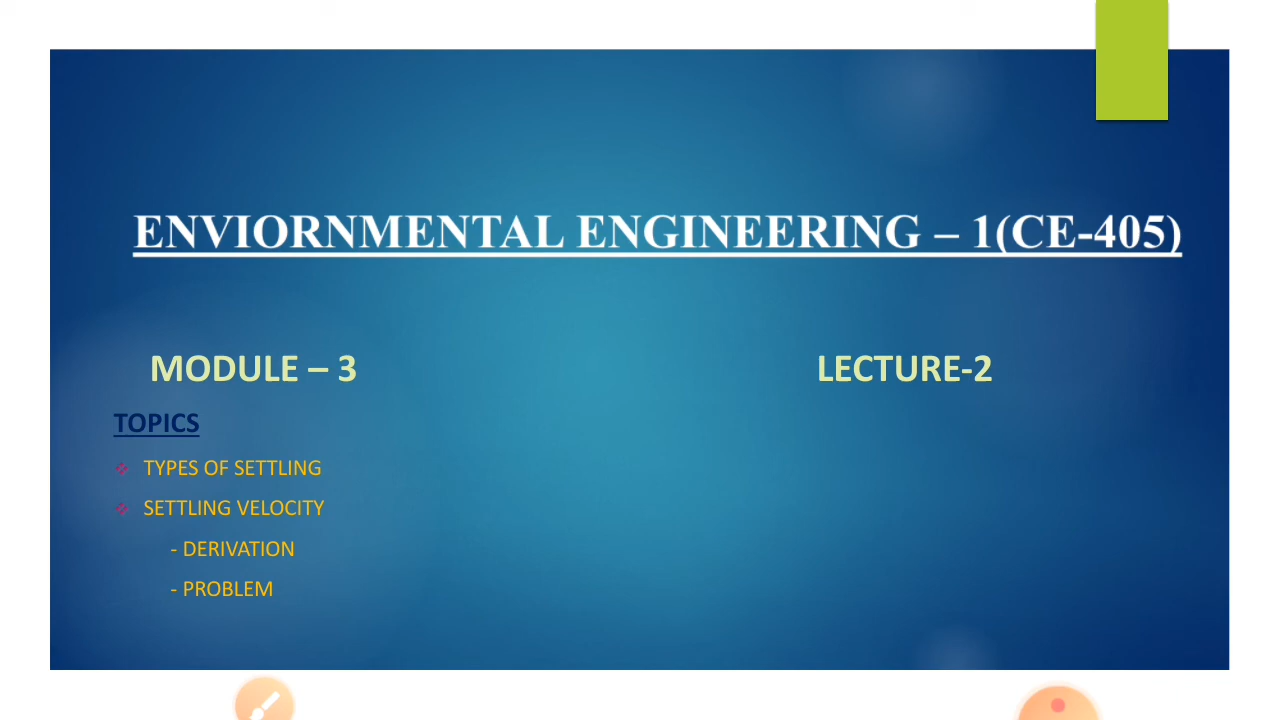 ENVIORNMENTAL ENGINEERING – 1(CE-405)
MODULE – 3
LECTURE-2
TOPICS
TYPES OF SETTLING
SETTLING VELOCITY
- DERIVATION
- PROBLEM